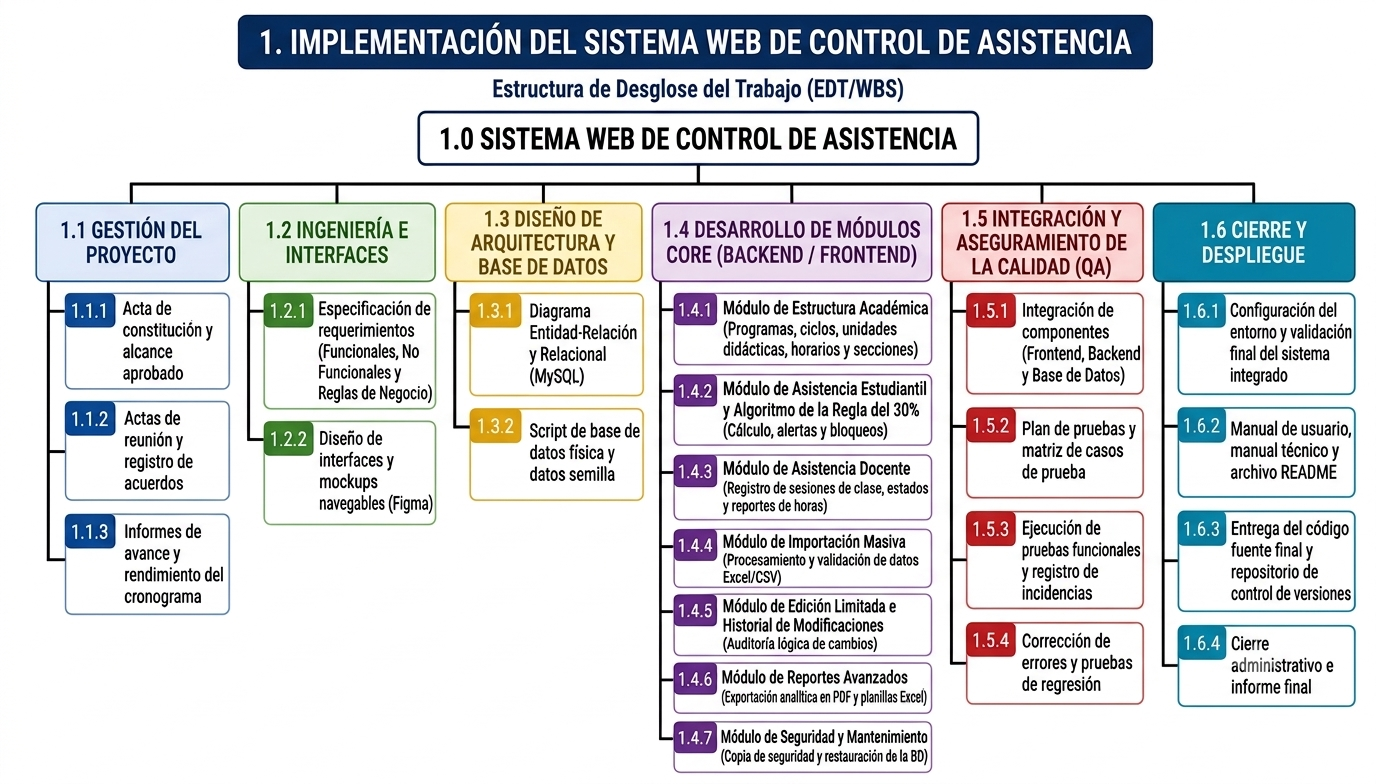 1. IMPLEMENTACIÓN DEL SISTEMA WEB DE CONTROL DE ASISTENCIA
Estructura de Desglose del Trabajo (EDT/WBS)
1.0 SISTEMA WEB DE CONTROL DE ASISTENCIA
1.1 GESTIÓN DEL
PROYECTO
1.1.1
Acta de
constitución y
alcance
aprobado
1.1.2
Actas de
reunión y
registro de
acuerdos
1.1.3
Informes de
avance y
rendimiento del
cronograma
1.2 INGENIERÍA E
INTERFACES
1.2.1
Especificación de
requerimientos
(Funcionales, No
Funcionales y
Reglas de Negocio)
1.2.2
Diseño de
interfaces y
mockups
navegables (Figma)
1.3 DISEÑO DE
ARQUITECTURA Y
BASE DE DATOS
1.3.1
Diagrama
Entidad-Relación
y Relacional
(MySQL)
1.3.2
Script de base de
datos física y
datos semilla
1.4 DESARROLLO DE MÓDULOS
CORE (BACKEND / FRONTEND)
1.4.1
Módulo de Estructura Académica
(Programas, ciclos, unidades
didácticas, horarios y secciones)
1.4.2
Módulo de Asistencia Estudiantil
y Algoritmo de la Regla del 30%
(Cálculo, alertas y bloqueos)
1.4.3
Módulo de Asistencia Docente
(Registro de sesiones de clase, estados
y reportes de horas)
1.4.4
Módulo de Importación Masiva
(Procesamiento y validación de datos
Excel/CSV)
1.4.5
Módulo de Edición Limitada e
Historial de Modificaciones
(Auditoría lógica de cambios)
1.4.6
Módulo de Reportes Avanzados
(Exportación analítica en PDF y planillas Excel)
1.4.7
Módulo de Seguridad y Mantenimiento
(Copia de seguridad y restauración de la BD)
1.5 INTEGRACIÓN Y
ASEGURAMIENTO DE
LA CALIDAD (QA)
1.5.1
Integración de
componentes
(Frontend, Backend
y Base de Datos)
1.5.2
Plan de pruebas y
matriz de casos
de prueba
1.5.3
Ejecución de
pruebas funcionales
y registro de
incidencias
1.5.4
Corrección de
errores y pruebas
de regresión
1.6 CIERRE Y
DESPLIEGUE
1.6.1
Configuración del
entorno y validación
final del sistema
integrado
1.6.2
Manual de usuario,
manual técnico y
archivo README
1.6.3
Entrega del código
fuente final y
repositorio de
control de versiones
1.6.4
Cierre
administrativo e
informe final